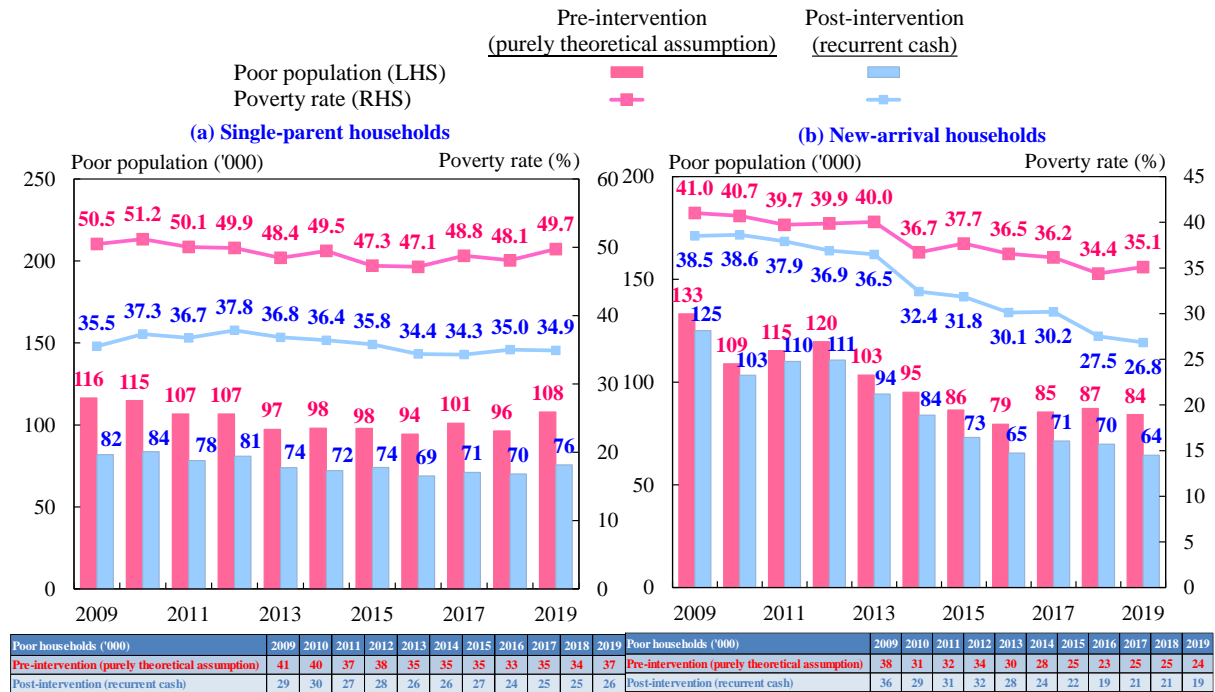 Pre-intervention Post-intervention
(purely theoretical assumption) (recurrent cash)
Poor population (LHS)
Poverty rate (RHS)
(a) Single-parent households
Poor population ('000) Poverty rate (%)
250 60
200 50
150 40
100 30
50 20
0 10
0
50.5 51.2 50.1 49.9 48.4 49.5 47.3 47.1 48.8 48.1 49.7
35.5 37.3 36.7 37.8 36.8 36.4 35.8 34.4 34.3 35.0 34.9
116 115 107 107 97 98 98 94 101 96 108
82 84 78 81 74 72 74 69 71 70 76
2009 2011 2013 2015 2017 2019
Poor households ('000) 2009 2010 2011 2012 2013 2014 2015 2016 2017 2018 2019
Pre-intervention (purely theoretical assumption) 41 40 37 38 35 35 35 33 35 34 37
Post-intervention (recurrent cash) 29 30 27 28 26 26 27 24 25 25 26
(b) New-arrival households
Poor population ('000) Poverty rate (%)
200 45
150 40
100 35
50 30
0 25
20
15
10
5
0
41.0 40.7 39.7 39.9 40.0 36.7 37.7 36.5 36.2 34.4 35.1
38.5 38.6 37.9 36.9 36.5 32.4 31.8 30.1 30.2 27.5 26.8
133 109 115 120 103 95 86 79 85 87 84
125 103 110 111 94 84 73 65 71 70 64
2009 2011 2013 2015 2017 2019
Poor households ('000) 2009 2010 2011 2012 2013 2014 2015 2016 2017 2018 2019
Pre-intervention (purely theoretical assumption) 38 31 32 34 30 28 25 23 25 25 24
Post-intervention (recurrent cash) 36 29 31 32 28 24 22 19 21 21 19